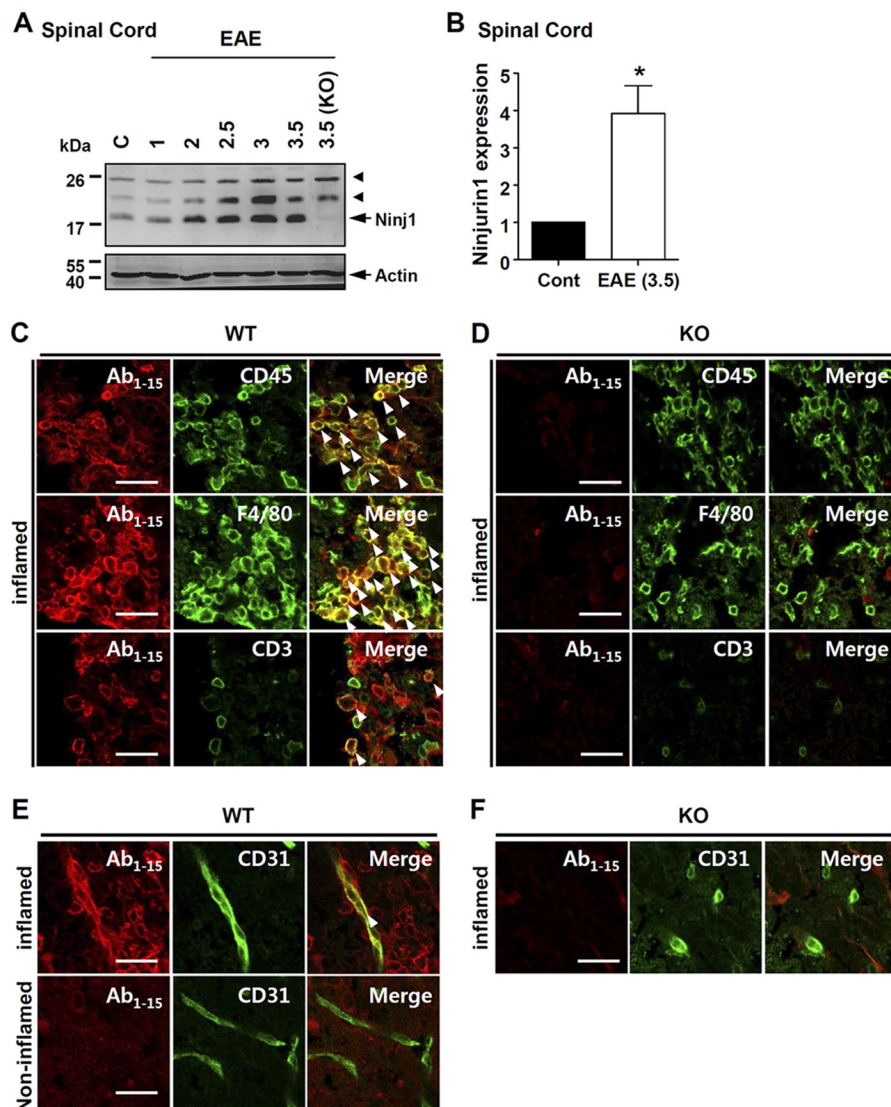 A Spinal Cord
EAE
kDa C 1 2 2.5 3 3.5 3.5 (KO)
26
17
Ninj1
55
40
Actin
B Spinal Cord
*
Ninjurin1 expression
5
4
3
2
1
0
Cont EAE (3.5)
C WT
inflamed
Ab1-15 CD45 Merge
Ab1-15 F4/80 Merge
Ab1-15 CD3 Merge
D KO
inflamed
Ab1-15 CD45 Merge
Ab1-15 F4/80 Merge
Ab1-15 CD3 Merge
E WT
inflamed
Ab1-15 CD31 Merge
Non-inflamed
Ab1-15 CD31 Merge
F KO
inflamed
Ab1-15 CD31 Merge